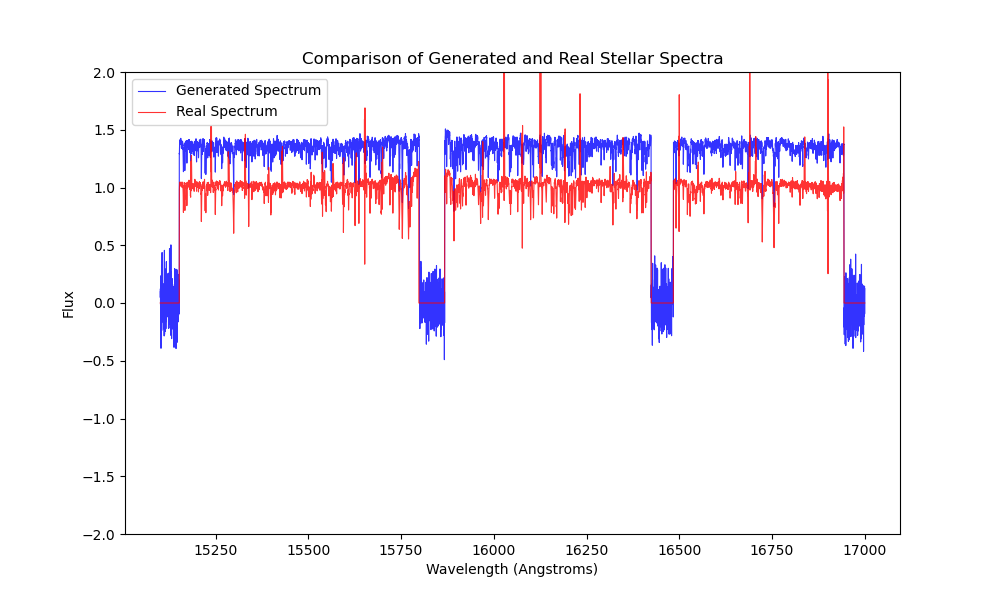 Comparison of Generated and Real Stellar Spectra
Generated Spectrum
Real Spectrum
2.0
1.5
1.0
0.5
0.0
−0.5
−1.0
−1.5
−2.0
Flux
15250 15500 15750 16000 16250 16500 16750 17000
Wavelength (Angstroms)